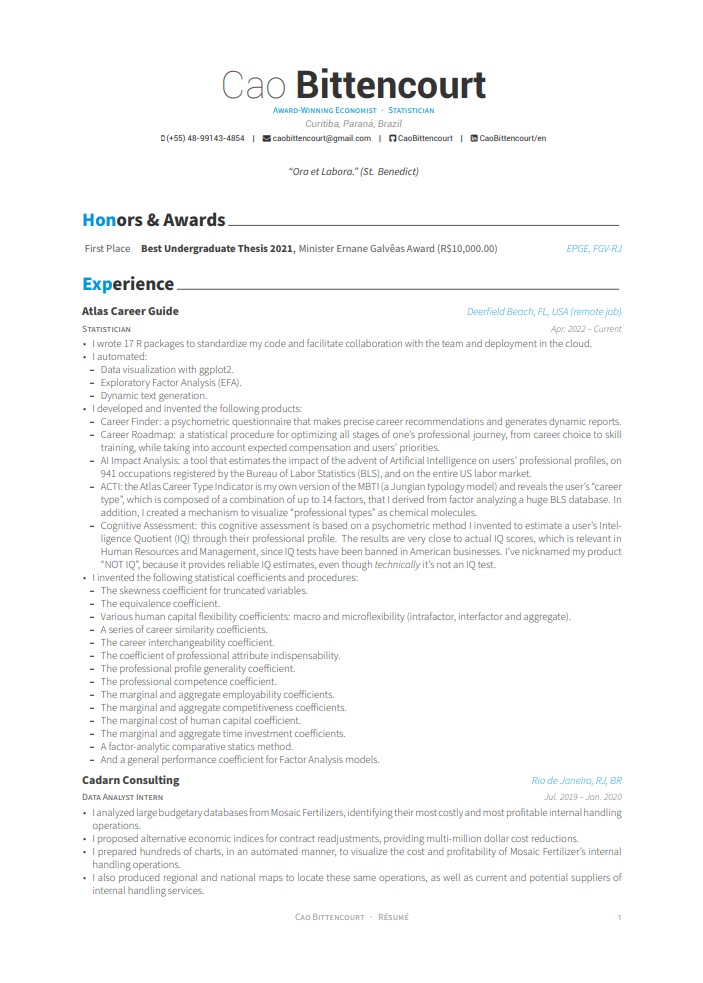 Cao Bittencourt
Award-Winning Economist · Statistician
Curitiba, Paraná, Brazil
(+55) 48-99143-4854 | caobittencourt@gmail.com | CaoBittencourt | CaoBittencourt/en
“Ora et Labora.” (St. Benedict)
Honors & Awards
First Place Best Undergraduate Thesis 2021, Minister Ernane Galvêas Award (R$10,000.00) EPGE, FGV-RJ
Experience
Atlas Career Guide Deerfield Beach, FL, USA (remote job)
Statistician Apr. 2022 – Current
• I wrote 17 R packages to standardize my code and facilitate collaboration with the team and deployment in the cloud.
• I automated:
– Data visualization with ggplot2.
– Exploratory Factor Analysis (EFA).
– Dynamic text generation.
• I developed and invented the following products:
– Career Finder: a psychometric questionnaire that makes precise career recommendations and generates dynamic reports.
– Career Roadmap: a statistical procedure for optimizing all stages of one’s professional journey, from career choice to skill
training, while taking into account expected compensation and users’ priorities.
– AI Impact Analysis: a tool that estimates the impact of the advent of Artificial Intelligence on users’ professional profiles, on
941 occupations registered by the Bureau of Labor Statistics (BLS), and on the entire US labor market.
– ACTI: the Atlas Career Type Indicator is my own version of the MBTI (a Jungian typology model) and reveals the user’s “career
type”, which is composed of a combination of up to 14 factors, that I derived from factor analyzing a huge BLS database. In
addition, I created a mechanism to visualize “professional types” as chemical molecules.
– Cognitive Assessment: this cognitive assessment is based on a psychometric method I invented to estimate a user’s Intel-
ligence Quotient (IQ) through their professional profile. The results are very close to actual IQ scores, which is relevant in
Human Resources and Management, since IQ tests have been banned in American businesses. I’ve nicknamed my product
“NOT IQ”, because it provides reliable IQ estimates, even though technically it’s not an IQ test.
• I invented the following statistical coefficients and procedures:
– The skewness coefficient for truncated variables.
– The equivalence coefficient.
– Various human capital flexibility coefficients: macro and microflexibility (intrafactor, interfactor and aggregate).
– A series of career similarity coefficients.
– The career interchangeability coefficient.
– The coefficient of professional attribute indispensability.
– The professional profile generality coefficient.
– The professional competence coefficient.
– The marginal and aggregate employability coefficients.
– The marginal and aggregate competitiveness coefficients.
– The marginal cost of human capital coefficient.
– The marginal and aggregate time investment coefficients.
– A factor-analytic comparative statics method.
– And a general performance coefficient for Factor Analysis models.
Cadarn Consulting Rio de Janeiro, RJ, BR
Data Analyst Intern Jul. 2019 – Jan. 2020
• I analyzed large budgetary databases from Mosaic Fertilizers, identifying their most costly and most profitable internal handling
operations.
• I proposed alternative economic indices for contract readjustments, providing multi-million dollar cost reductions.
• I prepared hundreds of charts, in an automated manner, to visualize the cost and profitability of Mosaic Fertilizer’s internal
handling operations.
• I also produced regional and national maps to locate these same operations, as well as current and potential suppliers of
internal handling services.
Cao Bittencourt · Résumé 1